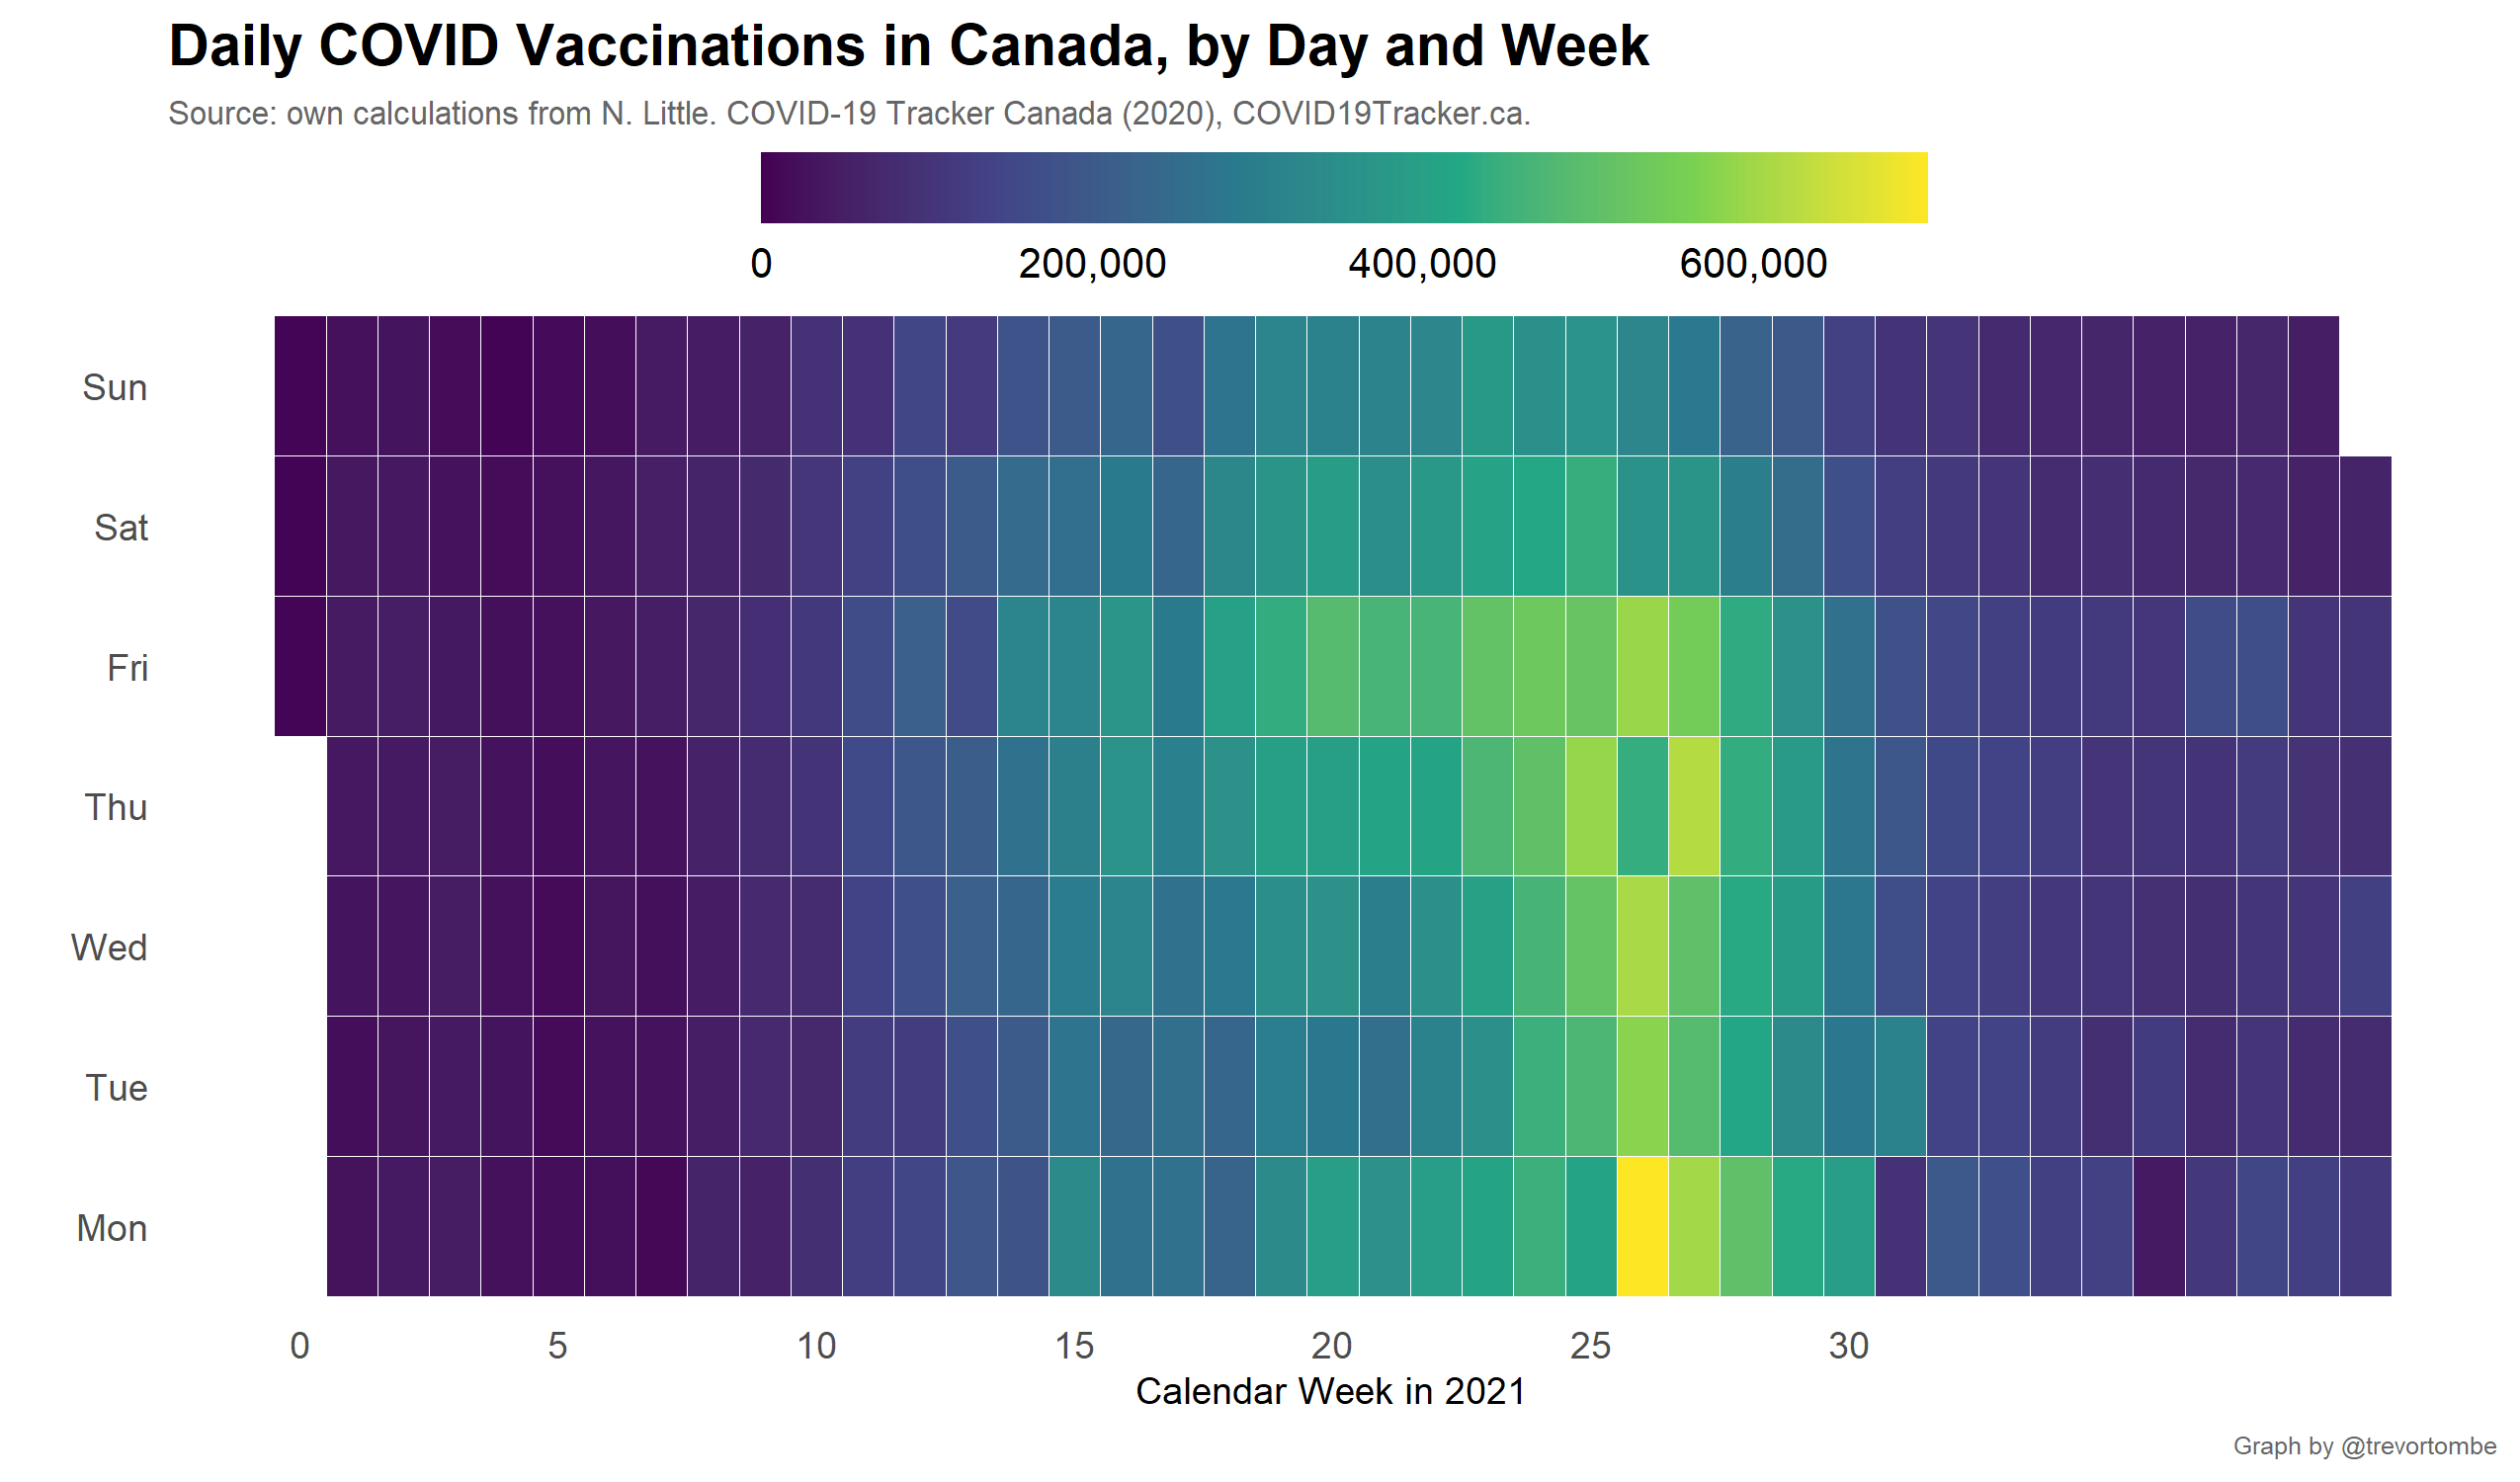 Daily COVID Vaccinations in Canada, by Day and Week
Source: own calculations from N. Little. COVID-19 Tracker Canada (2020), COVID19Tracker.ca.
0 200,000 400,000 600,000
Sun
Sat
Fri
Thu
Wed
Tue
Mon
0 5 10 15 20 25 30
Calendar Week in 2021
Graph by @trevortombe